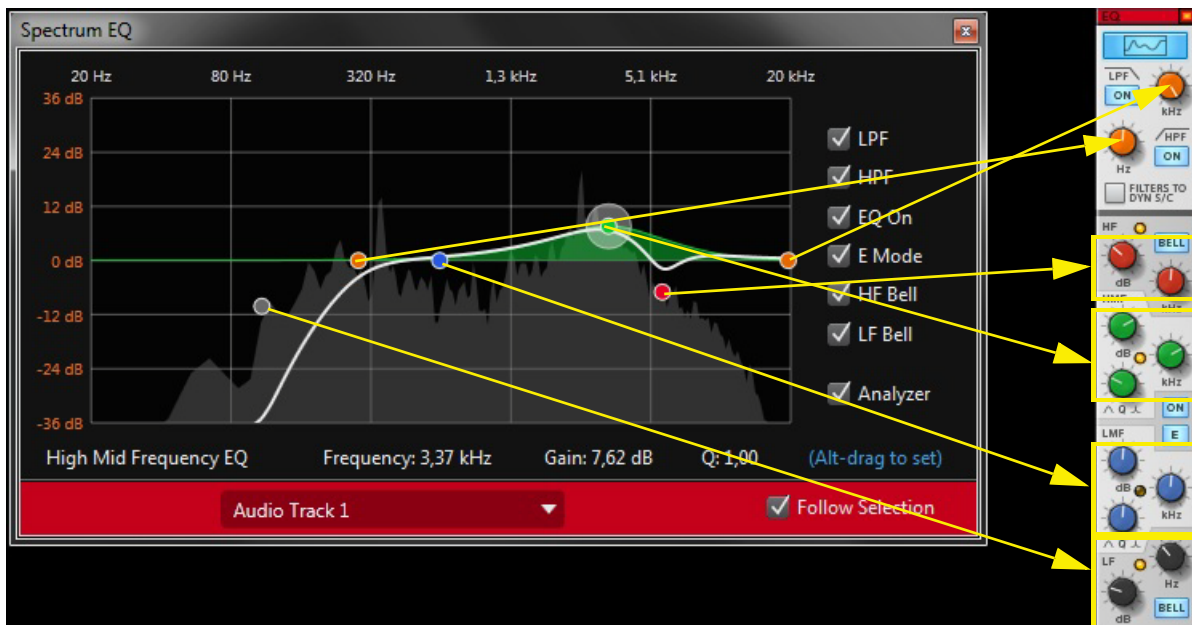 Spectrum EQ
20 Hz 80 Hz 320 Hz 1,3 kHz 5,1 kHz 20 kHz
36 dB
24 dB
12 dB
0 dB
-12 dB
-24 dB
-36 dB
LPF
HPF
EQ On
E Mode
HF Bell
LF Bell
Analyzer
High Mid Frequency EQ Frequency: 3,37 kHz Gain: 7,62 dB Q: 1,00 (Alt-drag to set)
Audio Track 1 Follow Selection
EQ
LPF
ON
kHz
HPF
ON
Hz
FILTERS TO
DYN S/C
HF
BELL
dB
kHz
HMF
dB
kHz
Q
ON
LMF
E
dB
kHz
Q
LF
Hz
BELL
dB